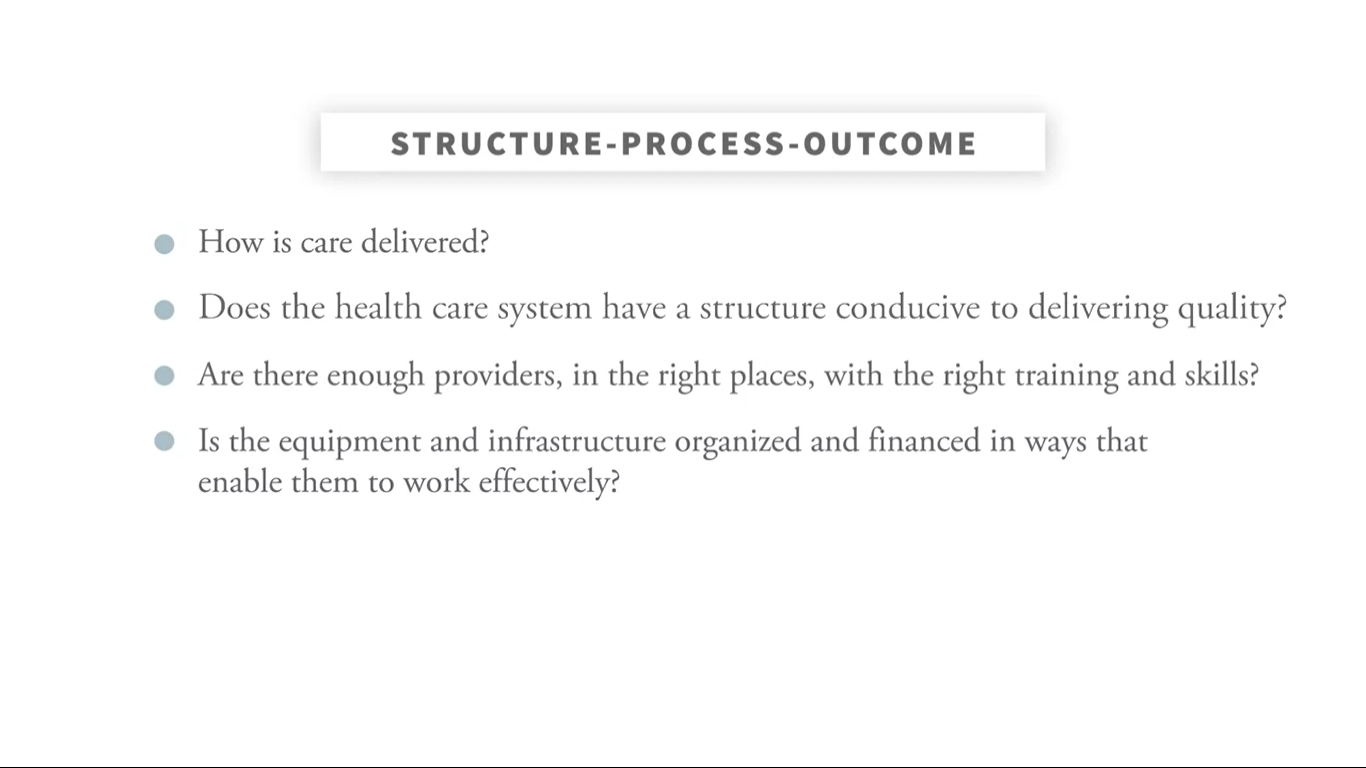 STRUCTURE-PROCESS-OUTCOME
How is care delivered?
Does the health care system have a structure conducive to delivering quality?
Are there enough providers, in the right places, with the right training and skills?
Is the equipment and infrastructure organized and financed in ways that
enable them to work effectively?